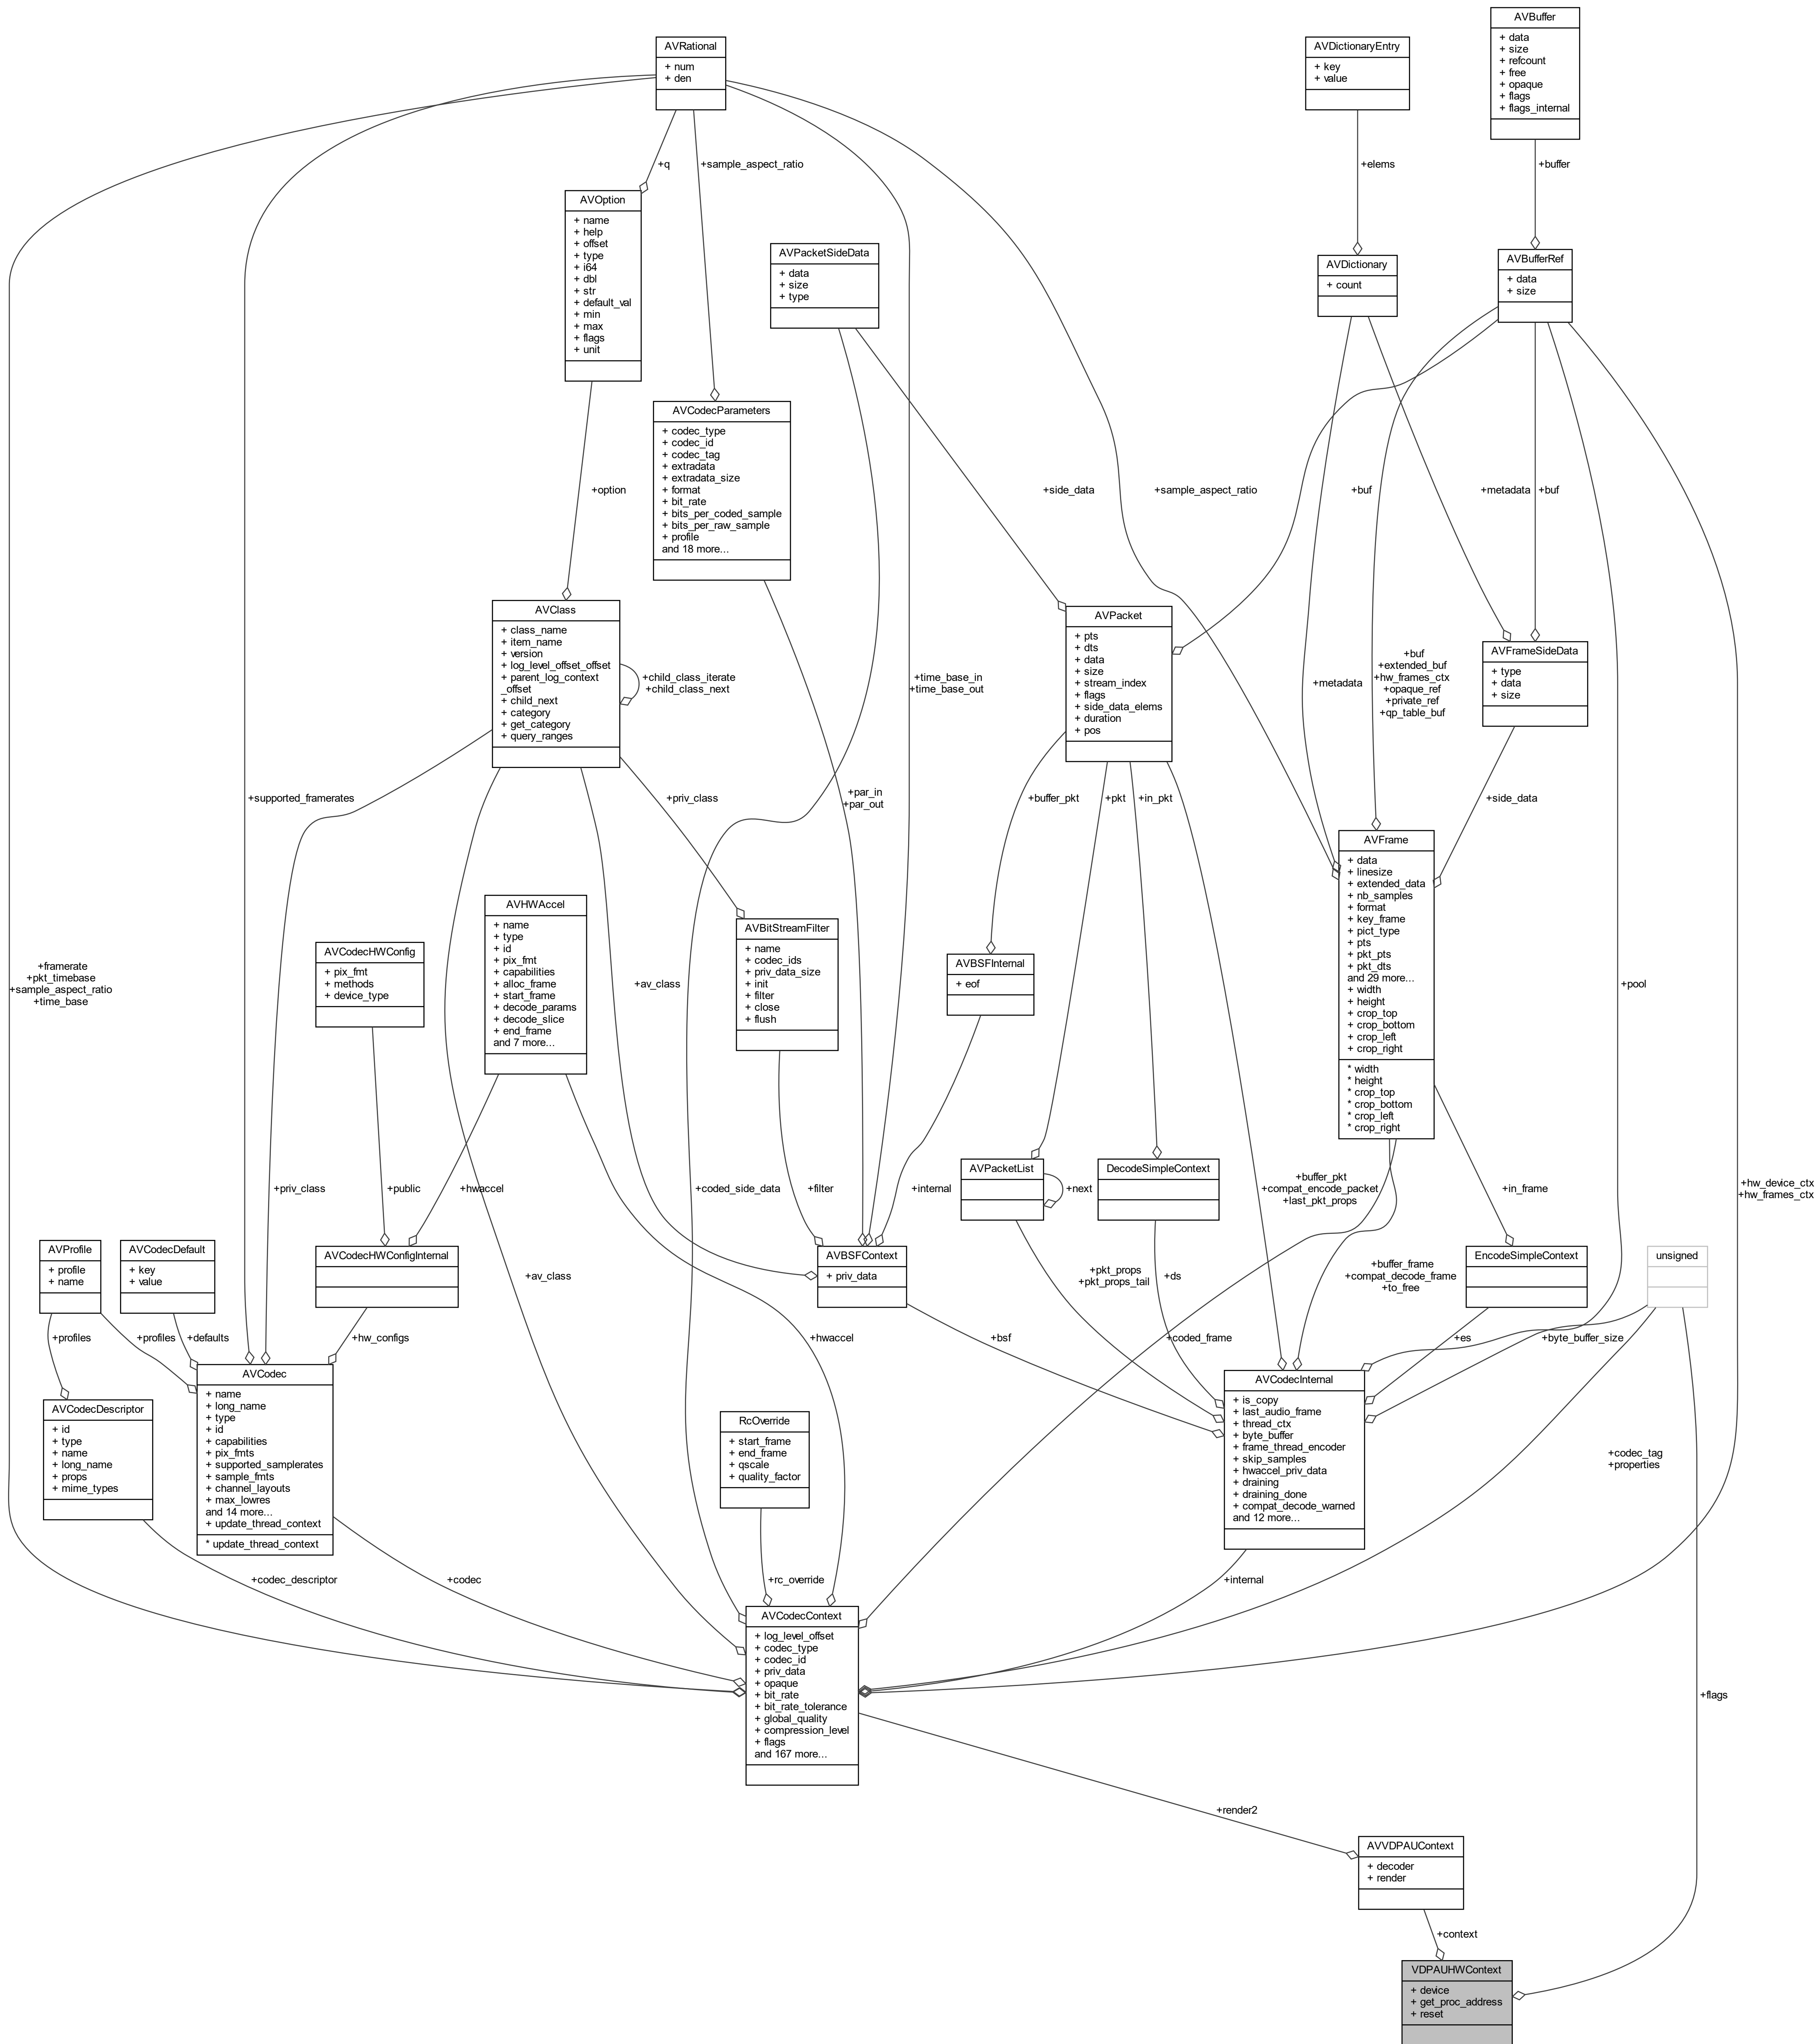 AVBuffer
+ data
+ size
+ refcount
+ free
+ opaque
+ flags
+ flags_internal
AVRational
+ num
+ den
AVDictionaryEntry
+ key
+ value
+q
+sample_aspect_ratio
+elems
+buffer
AVOption
+ name
+ help
+ offset
+ type
+ i64
+ dbl
+ str
+ default_val
+ min
+ max
+ flags
+ unit
AVPacketSideData
+ data
+ size
+ type
AVDictionary
+ count
AVBufferRef
+ data
+ size
AVCodecParameters
+ codec_type
+ codec_id
+ codec_tag
+ extradata
+ extradata_size
+ format
+ bit_rate
+ bits_per_coded_sample
+ bits_per_raw_sample
+ profile
and 18 more...
+option
+side_data
+sample_aspect_ratio
+buf
+metadata
+buf
AVClass
+ class_name
+ item_name
+ version
+ log_level_offset_offset
+ parent_log_context
_offset
+ child_next
+ category
+ get_category
+ query_ranges
+child_class_iterate
+child_class_next
+time_base_in
+time_base_out
AVPacket
+ pts
+ dts
+ data
+ size
+ stream_index
+ flags
+ side_data_elems
+ duration
+ pos
+metadata
+buf
+extended_buf
+hw_frames_ctx
+opaque_ref
+private_ref
+qp_table_buf
AVFrameSideData
+ type
+ data
+ size
+supported_framerates
+priv_class
+par_in
+par_out
+buffer_pkt
+pkt
+in_pkt
+side_data
AVFrame
+ data
+ linesize
+ extended_data
+ nb_samples
+ format
+ key_frame
+ pict_type
+ pts
+ pkt_pts
+ pkt_dts
and 29 more...
+ width
+ height
+ crop_top
+ crop_bottom
+ crop_left
+ crop_right
* width
* height
* crop_top
* crop_bottom
* crop_left
* crop_right
+framerate
+pkt_timebase
+sample_aspect_ratio
+time_base
AVCodecHWConfig
+ pix_fmt
+ methods
+ device_type
AVHWAccel
+ name
+ type
+ id
+ pix_fmt
+ capabilities
+ alloc_frame
+ start_frame
+ decode_params
+ decode_slice
+ end_frame
and 7 more...
+av_class
AVBitStreamFilter
+ name
+ codec_ids
+ priv_data_size
+ init
+ filter
+ close
+ flush
AVBSFInternal
+ eof
+pool
+priv_class
+public
+hwaccel
+coded_side_data
+filter
+internal
AVPacketList
+next
DecodeSimpleContext
+buffer_pkt
+compat_encode_packet
+last_pkt_props
+in_frame
+hw_device_ctx
+hw_frames_ctx
AVProfile
+ profile
+ name
AVCodecDefault
+ key
+ value
AVCodecHWConfigInternal
+av_class
AVBSFContext
+ priv_data
+pkt_props
+pkt_props_tail
+ds
+buffer_frame
+compat_decode_frame
+to_free
EncodeSimpleContext
unsigned
+profiles
+profiles
+defaults
+hw_configs
+hwaccel
+bsf
+coded_frame
+es
+byte_buffer_size
AVCodecDescriptor
+ id
+ type
+ name
+ long_name
+ props
+ mime_types
AVCodec
+ name
+ long_name
+ type
+ id
+ capabilities
+ pix_fmts
+ supported_samplerates
+ sample_fmts
+ channel_layouts
+ max_lowres
and 14 more...
+ update_thread_context
* update_thread_context
RcOverride
+ start_frame
+ end_frame
+ qscale
+ quality_factor
AVCodecInternal
+ is_copy
+ last_audio_frame
+ thread_ctx
+ byte_buffer
+ frame_thread_encoder
+ skip_samples
+ hwaccel_priv_data
+ draining
+ draining_done
+ compat_decode_warned
and 12 more...
+codec_tag
+properties
+codec_descriptor
+codec
+rc_override
+internal
AVCodecContext
+ log_level_offset
+ codec_type
+ codec_id
+ priv_data
+ opaque
+ bit_rate
+ bit_rate_tolerance
+ global_quality
+ compression_level
+ flags
and 167 more...
+flags
+render2
AVVDPAUContext
+ decoder
+ render
+context
VDPAUHWContext
+ device
+ get_proc_address
+ reset